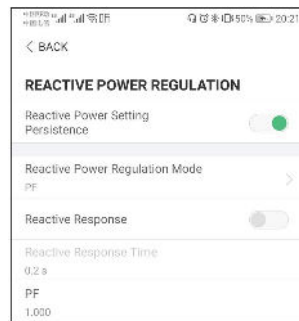 50% 20:21
< BACK
REACTIVE POWER REGULATION
Reactive Power Setting
Persistence
Reactive Power Regulation Mode
PF
Reactive Response
Reactive Response Time
0.2 s
PF
1.000